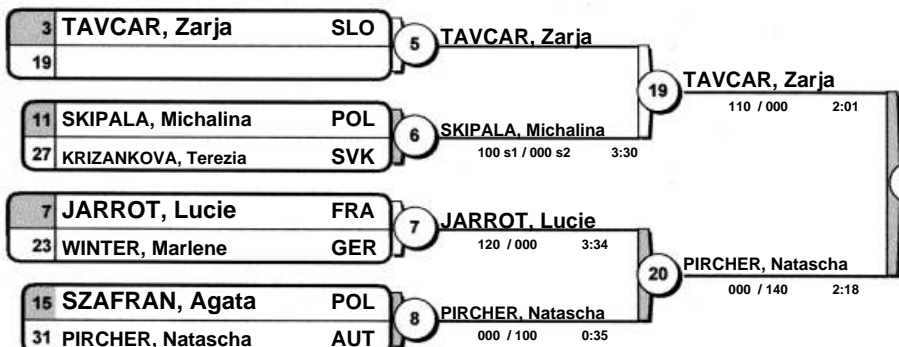 3 TAVCAR, Zarja SLO
19
5
TAVCAR, Zarja
11 SKIPALA, Michalina POL
27 KRIZANKOVA, Terezia SVK
6
SKIPALA, Michalina
100 s1 / 000 s2 3:30
19
TAVCAR, Zarja
110 / 000 2:01
7 JARROT, Lucie FRA
23 WINTER, Marlene GER
7
JARROT, Lucie
120 / 000 3:34
15 SZAFRAN, Agata POL
31 PIRCHER, Natascha AUT
8
PIRCHER, Natascha
000 / 100 0:35
20
PIRCHER, Natascha
000 / 140 2:18